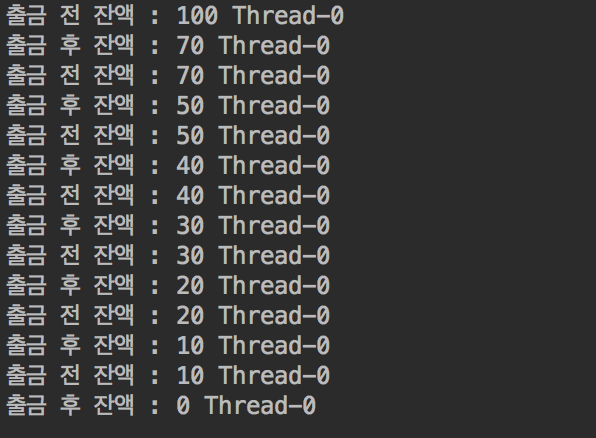 출금 전 잔액 : 100 Thread-0
출금 후 잔액 : 70 Thread-0
출금 전 잔액 : 70 Thread-0
출금 후 잔액 : 50 Thread-0
출금 전 잔액 : 50 Thread-0
출금 후 잔액 : 40 Thread-0
출금 전 잔액 : 40 Thread-0
출금 후 잔액 : 30 Thread-0
출금 전 잔액 : 30 Thread-0
출금 후 잔액 : 20 Thread-0
출금 전 잔액 : 20 Thread-0
출금 후 잔액 : 10 Thread-0
출금 전 잔액 : 10 Thread-0
출금 후 잔액 : 0 Thread-0